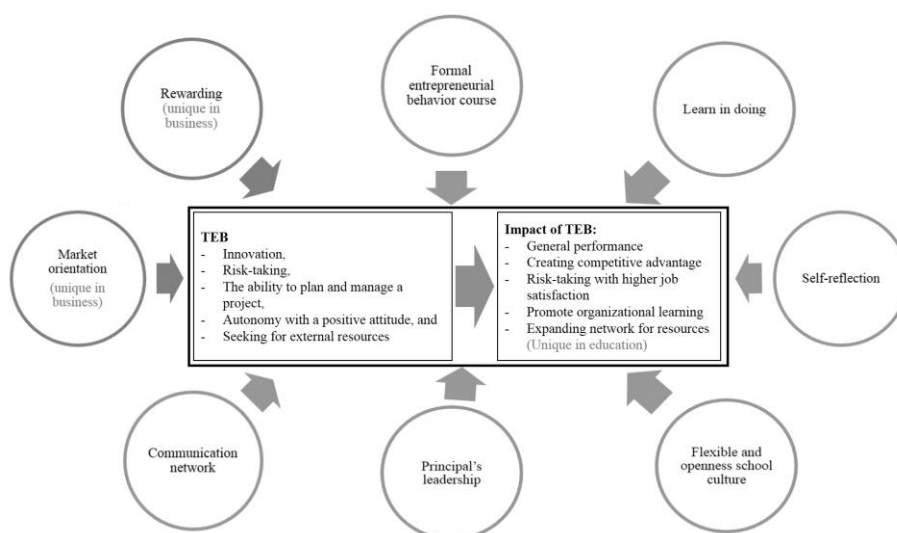 Formal
entrepreneurial
behavior course
Rewarding
(unique in
business)
Learn in doing
Market
orientation
(unique in
business)
TEB
- Innovation,
- Risk-taking,
- The ability to plan and manage a
project,
- Autonomy with a positive attitude, and
- Seeking for external resources
Impact of TEB:
- General performance
- Creating competitive advantage
- Risk-taking with higher job
satisfaction
- Promote organizational learning
- Expanding network for resources
(Unique in education)
Self-reflection
Communication
network
Principal's
leadership
Flexible and
openness school
culture